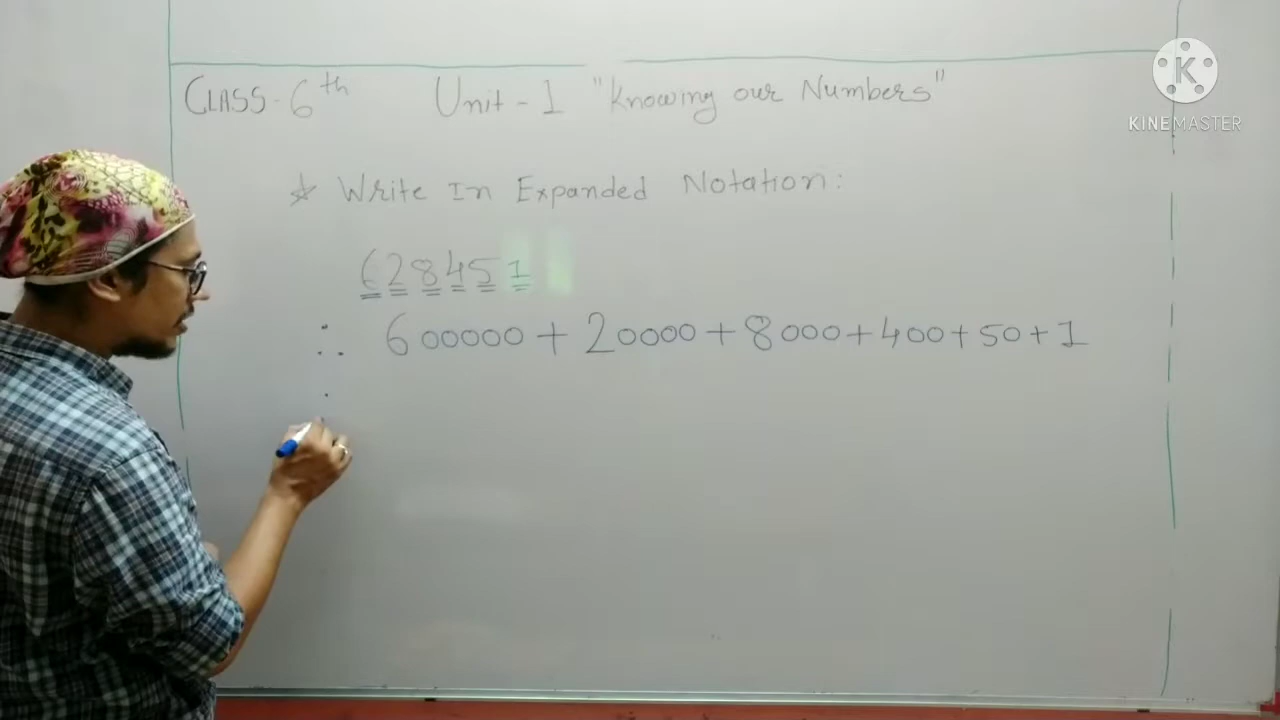 CLASS-6th Unit-1 "Knowing our Numbers"
KINEMASTER
☆ Write In Expanded Notation:
628451
∴ 600000 + 20000 + 8000 + 400 + 50 + 1